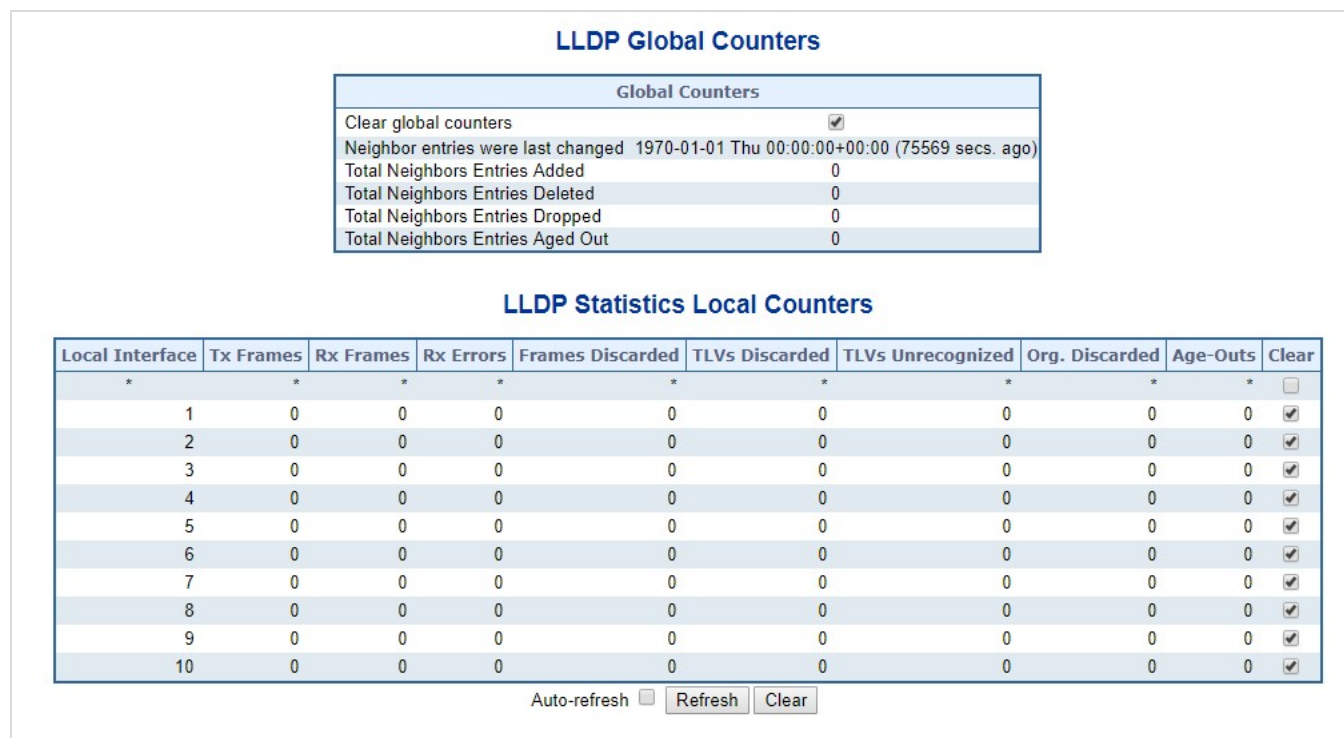 LLDP Global Counters
Global Counters
Clear global counters
Neighbor entries were last changed 1970-01-01 Thu 00:00:00+00:00 (75569 secs. ago)
Total Neighbors Entries Added 0
Total Neighbors Entries Deleted 0
Total Neighbors Entries Dropped 0
Total Neighbors Entries Aged Out 0
LLDP Statistics Local Counters
Local Interface Tx Frames Rx Frames Rx Errors Frames Discarded TLVs Discarded TLVs Unrecognized Org. Discarded Age-Outs Clear
* * * * * * * * *
1 0 0 0 0 0 0 0 0
2 0 0 0 0 0 0 0 0
3 0 0 0 0 0 0 0 0
4 0 0 0 0 0 0 0 0
5 0 0 0 0 0 0 0 0
6 0 0 0 0 0 0 0 0
7 0 0 0 0 0 0 0 0
8 0 0 0 0 0 0 0 0
9 0 0 0 0 0 0 0 0
10 0 0 0 0 0 0 0 0
Auto-refresh Refresh Clear